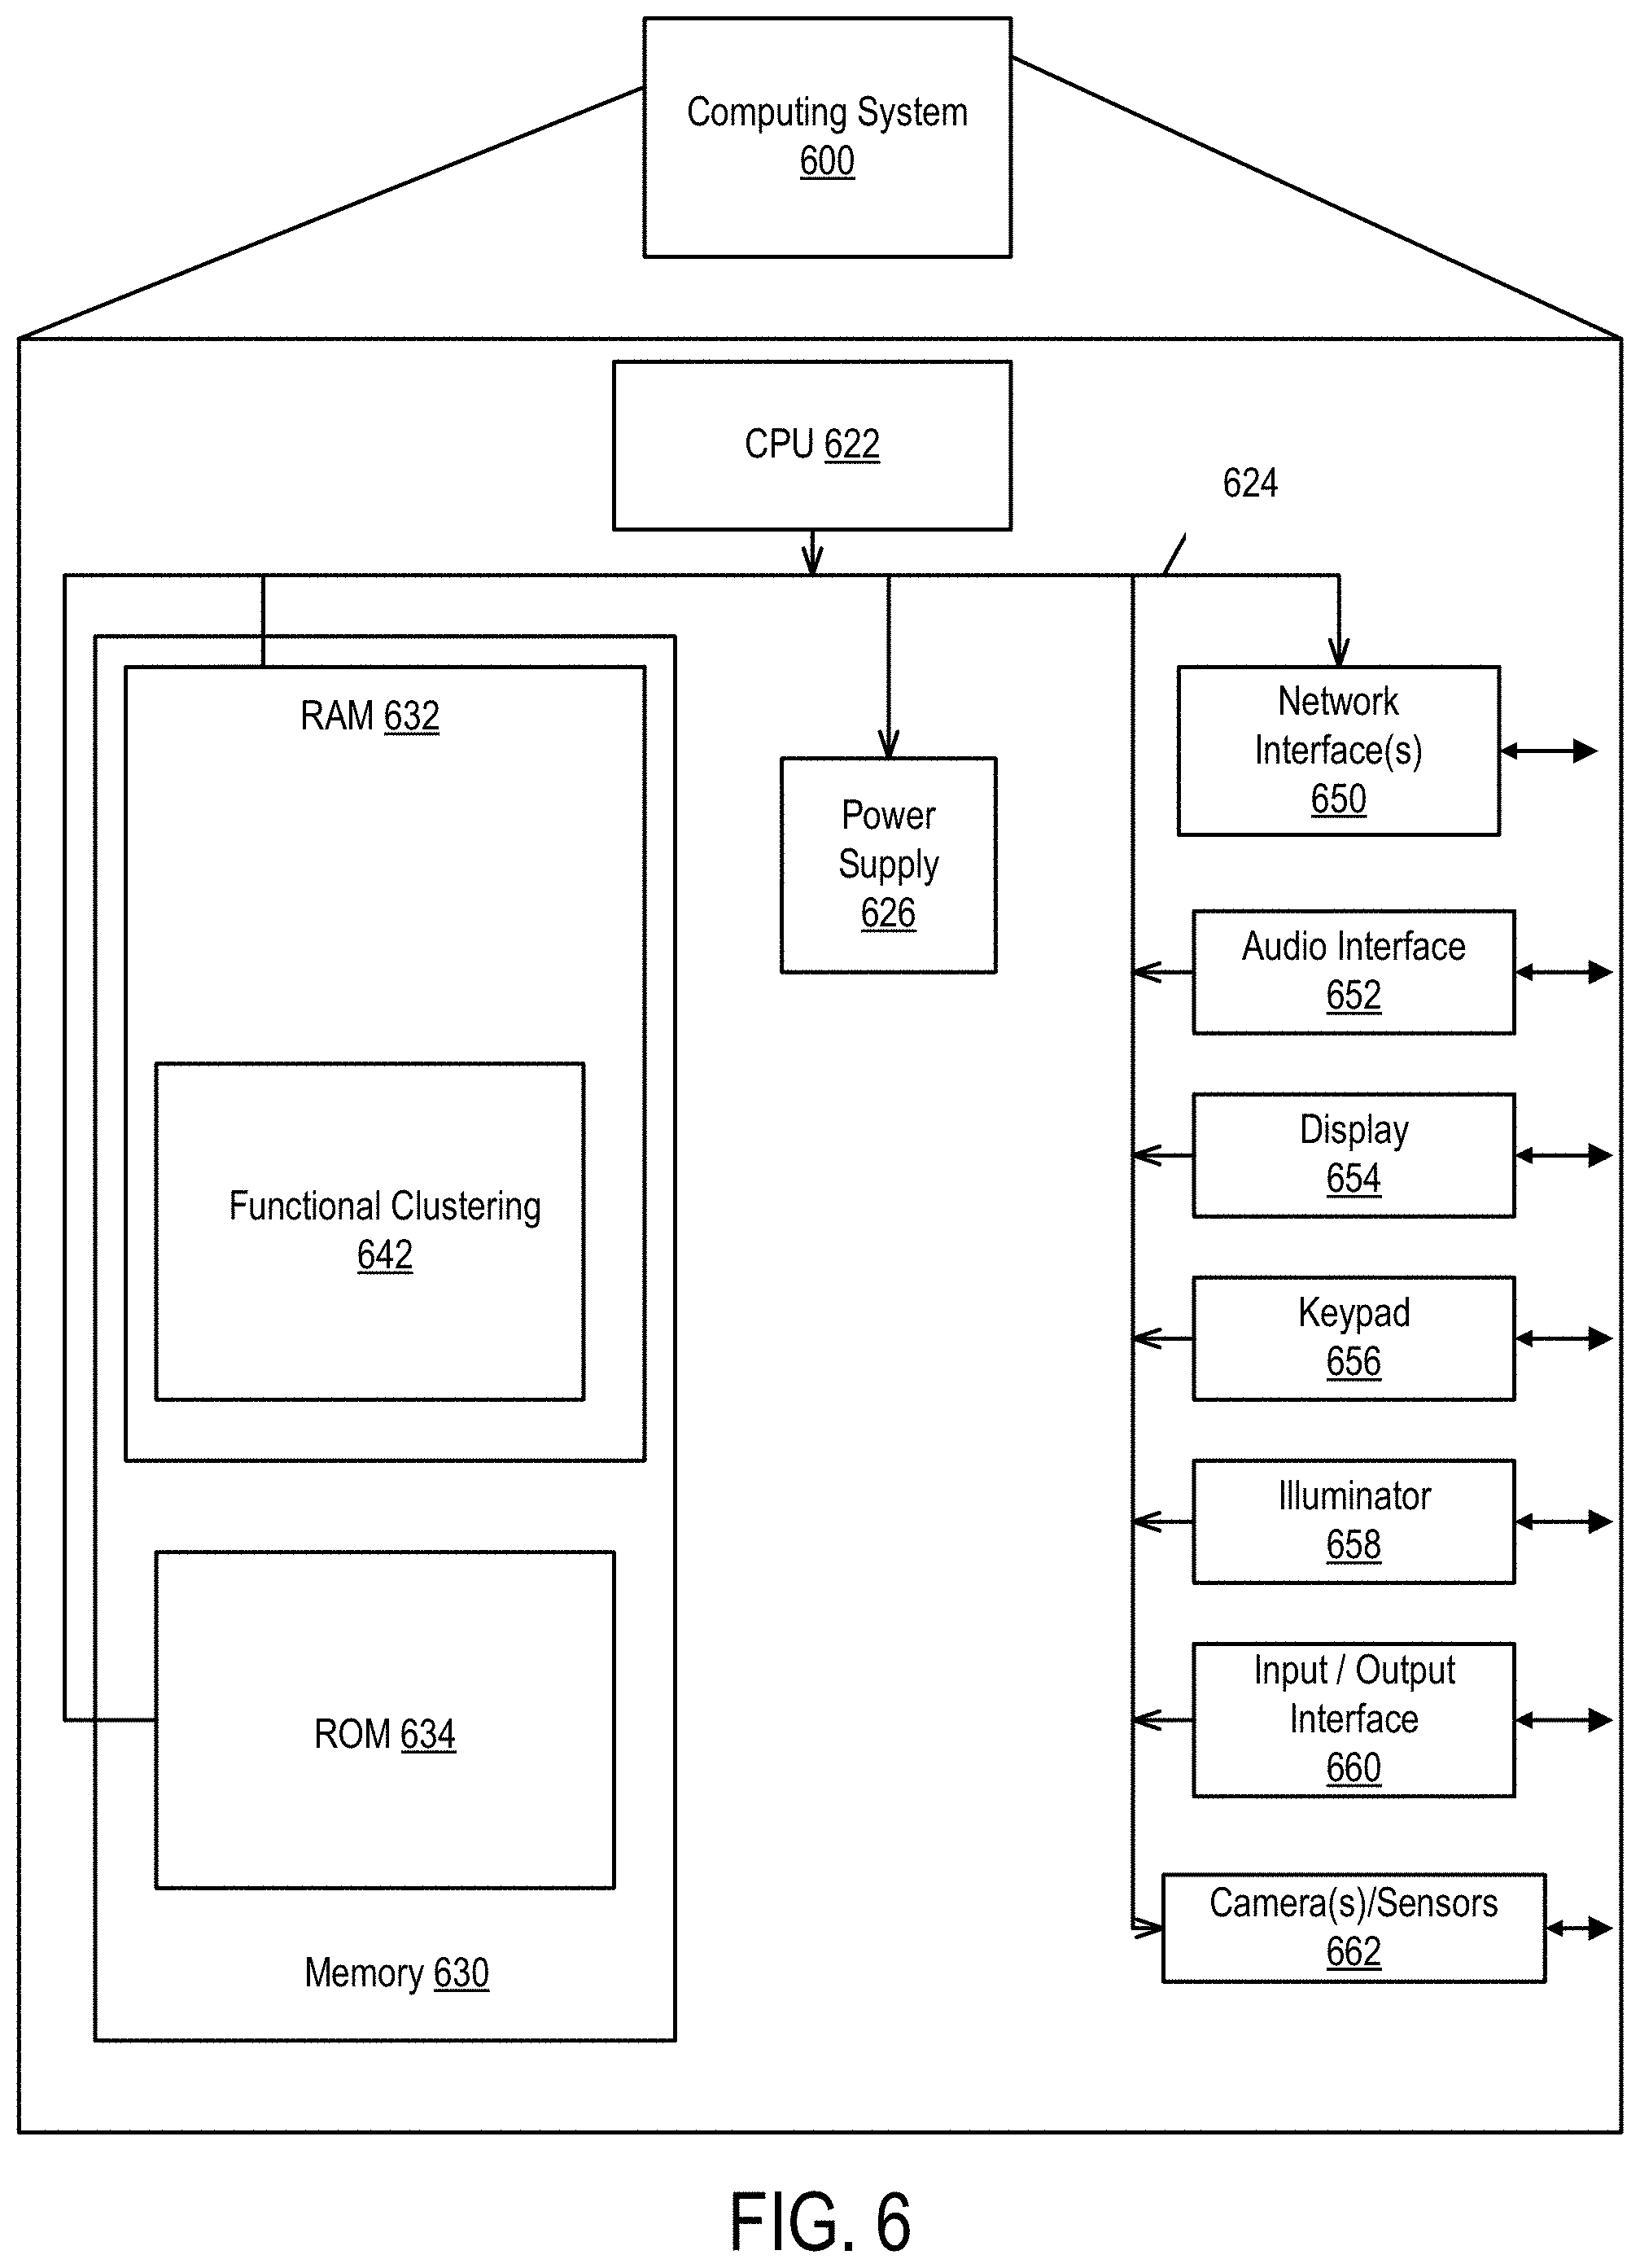 Computing System
600
CPU 622
624
RAM 632
Functional Clustering
642
ROM 634
Memory 630
Power
Supply
626
Network
Interface(s)
650
Audio Interface
652
Display
654
Keypad
656
Illuminator
658
Input / Output
Interface
660
Camera(s)/Sensors
662
FIG. 6